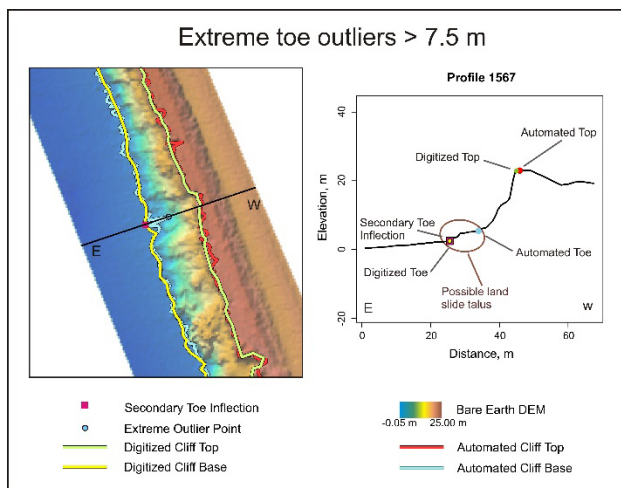 Extreme toe outliers > 7.5 m
W
E
Profile 1567
Elevation, m
40
20
0
-20
Digitized Top
Automated Top
Secondary Toe
Inflection
Digitized Toe
Automated Toe
Possible land
slide talus
E
W
0
20
40
60
Distance, m
Secondary Toe Inflection
Extreme Outlier Point
Digitized Cliff Top
Digitized Cliff Base
Bare Earth DEM
-0.05 m
25.00 m
Automated Cliff Top
Automated Cliff Base